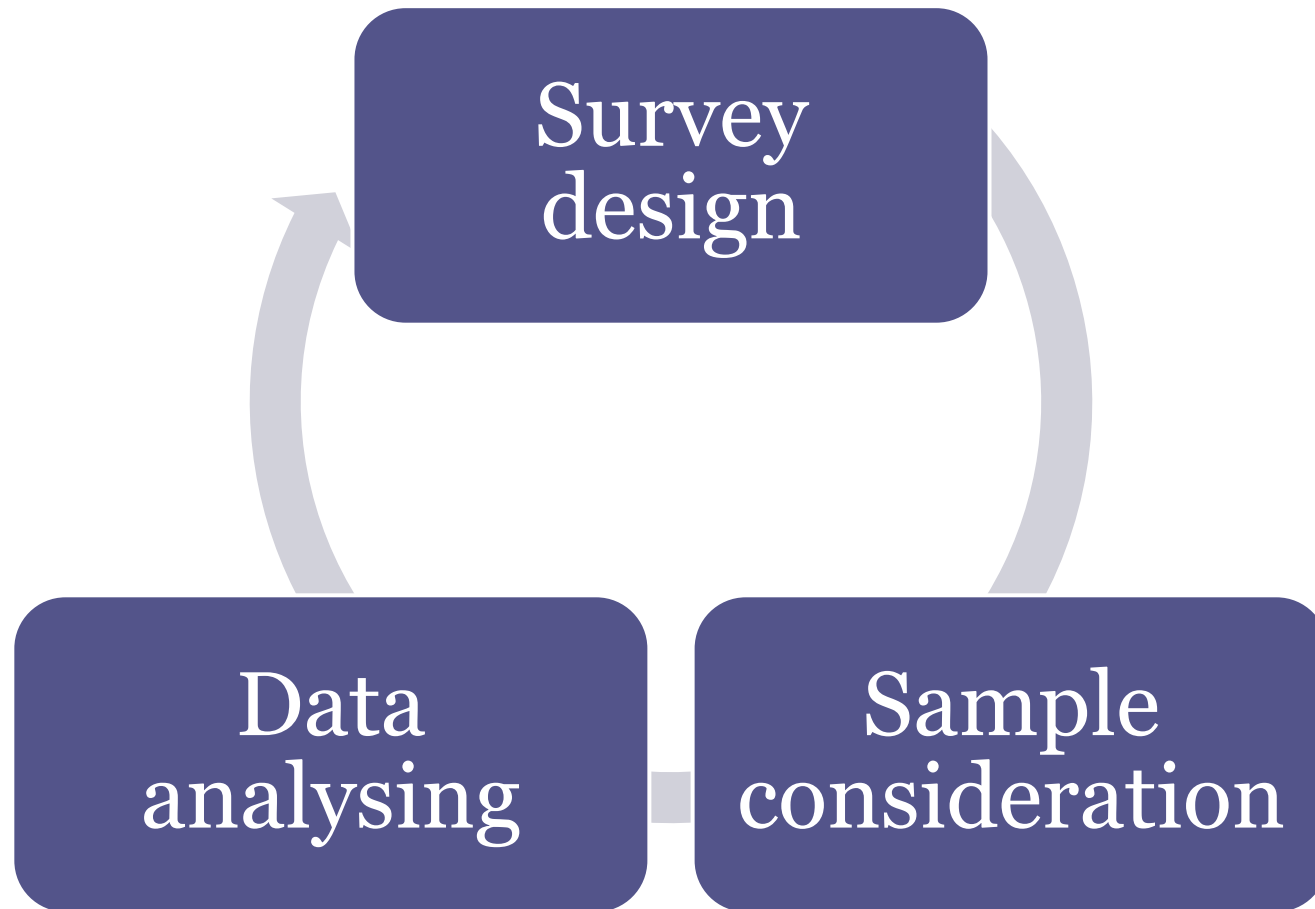 Survey
design
Data
analysing
Sample
consideration